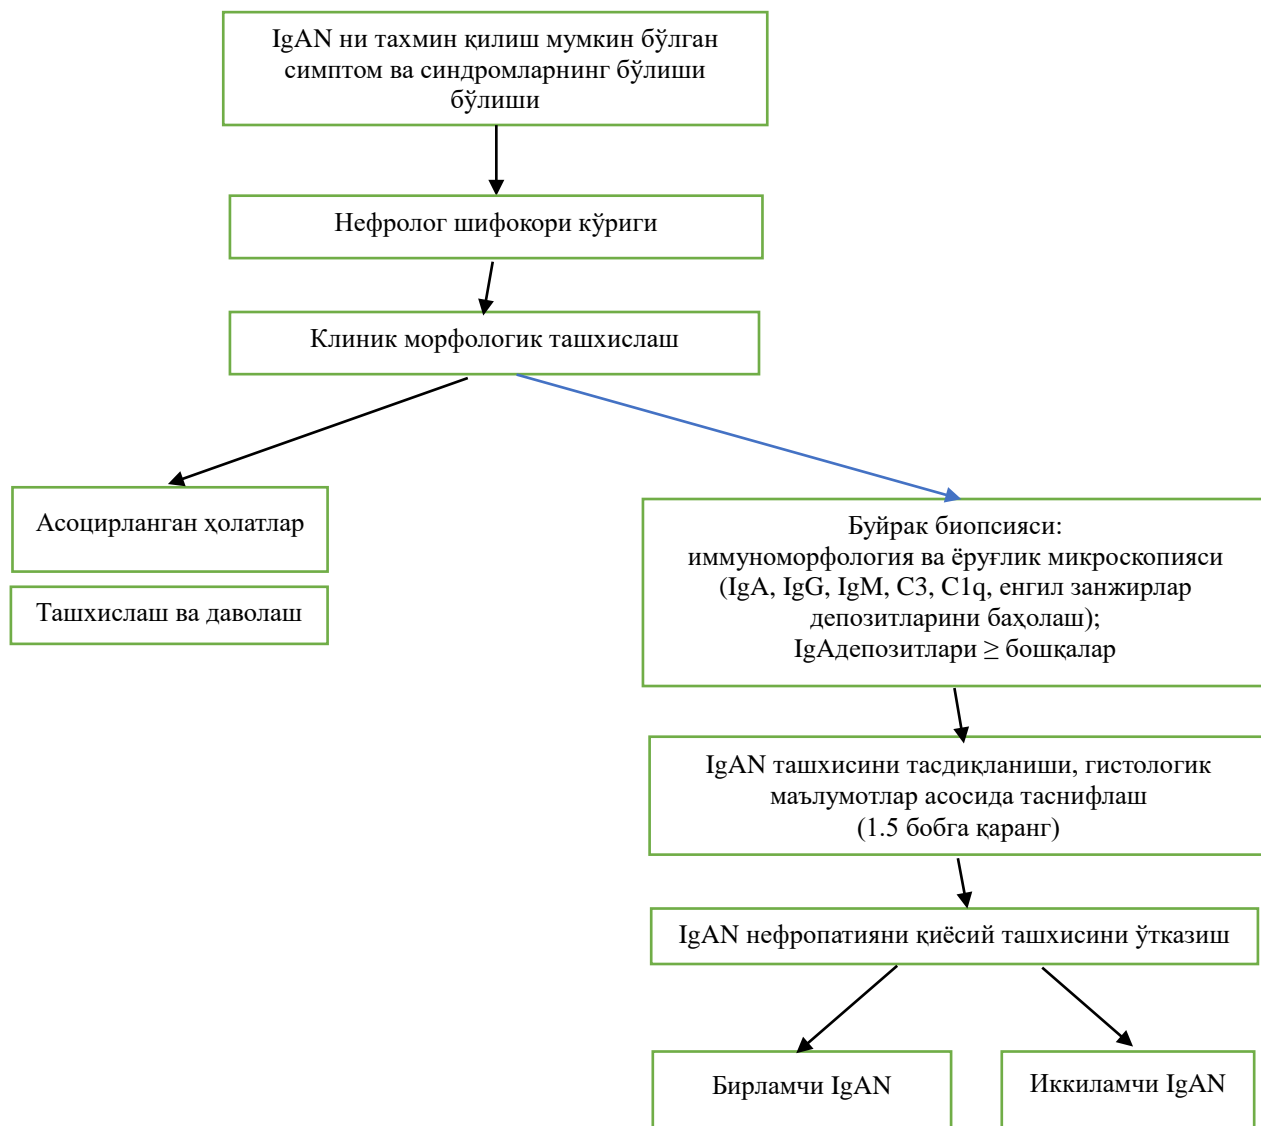 IgAN ни тахмин қилиш мумкин бўлган
симптом ва синдромларнинг бўлиши
бўлиши
Нефролог шифокори кўриги
Клиник морфологик ташхислаш
Асоцирланган ҳолатлар
Ташхислаш ва даволаш
Буйрак биопсияси:
иммуноморфология ва ёруғлик микроскопияси
(IgA, IgG, IgM, C3, C1q, енгил занжирлар
депозитларини баҳолаш);
IgAдепозитлари ≥ бошқалар
IgAN ташхисини тасдиқланиши, гистологик
маълумотлар асосида таснифлаш
(1.5 бобга қаранг)
IgAN нефропатияни қиёсий ташхисини ўтказиш
Бирламчи IgAN
Иккиламчи IgAN